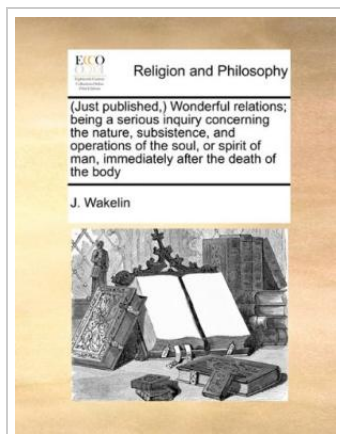 ECCO
Religion and Philosophy
(Just published,) Wonderful relations;
being a serious inquiry concerning
the nature, subsistence, and
operations of the soul, or spirit of
man, immediately after the death of
the body
J. Wakelin